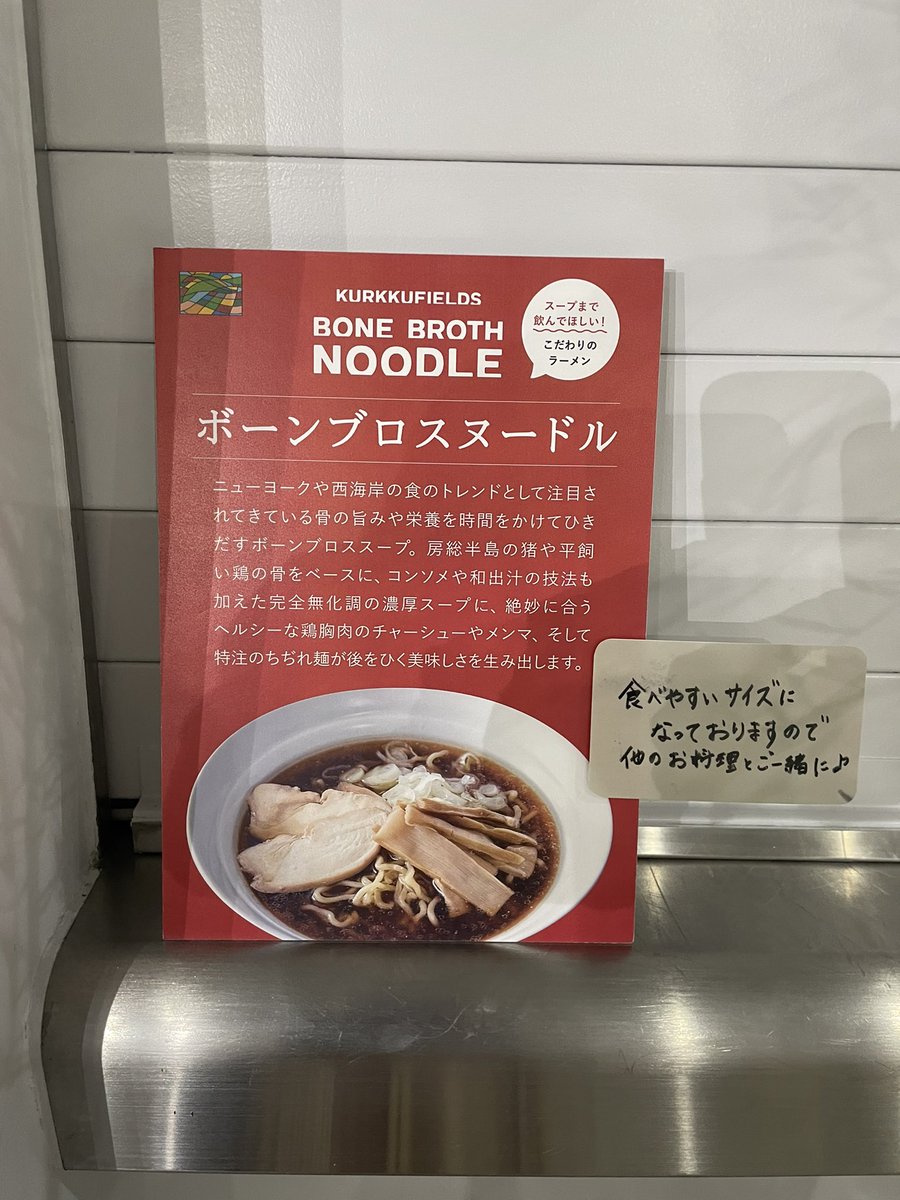 KURKKUFIELDS
BONE BROTH
NOODLE
スープまで
飲んでほしい！
こだわりの
ラーメン
ボーンブロスヌードル
ニューヨークや西海岸の食のトレンドとして注目さ
れてきている骨の旨みや栄養を時間をかけてひき
だすボーンブロススープ。房総半島の猪や平飼
い鶏の骨をベースに、コンソメや和出汁の技法も
加えた完全無化調の濃厚スープに、絶妙に合う
ヘルシーな鶏胸肉のチャーシューやメンマ、そして
特注のちぢれ麺が後をひく美味しさを生み出します。
食べやすいサイズに
なっておりますので
他のお料理とご一緒に♪